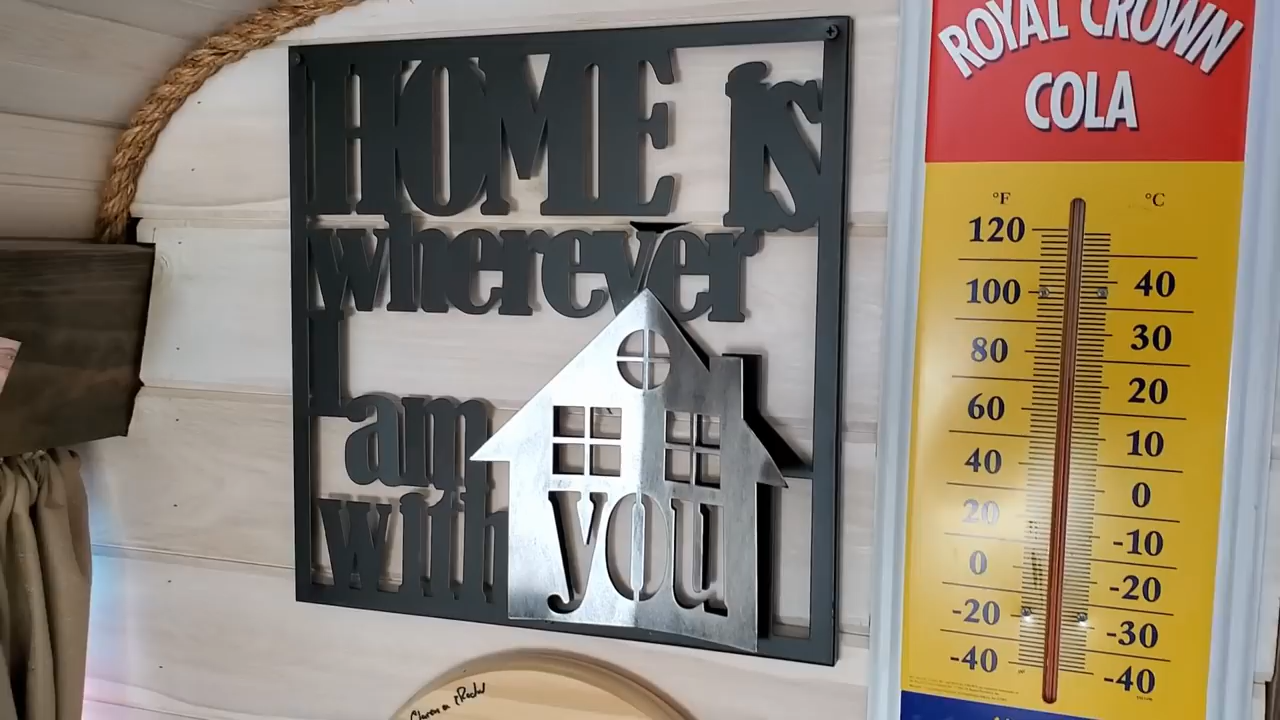 HOME is
wherever
I
am
with
you
ROYAL CROWN
COLA
°F °C
120
100 40
80 30
60 20
40 10
20 0
0 -10
-20 -20
-40 -30
-40